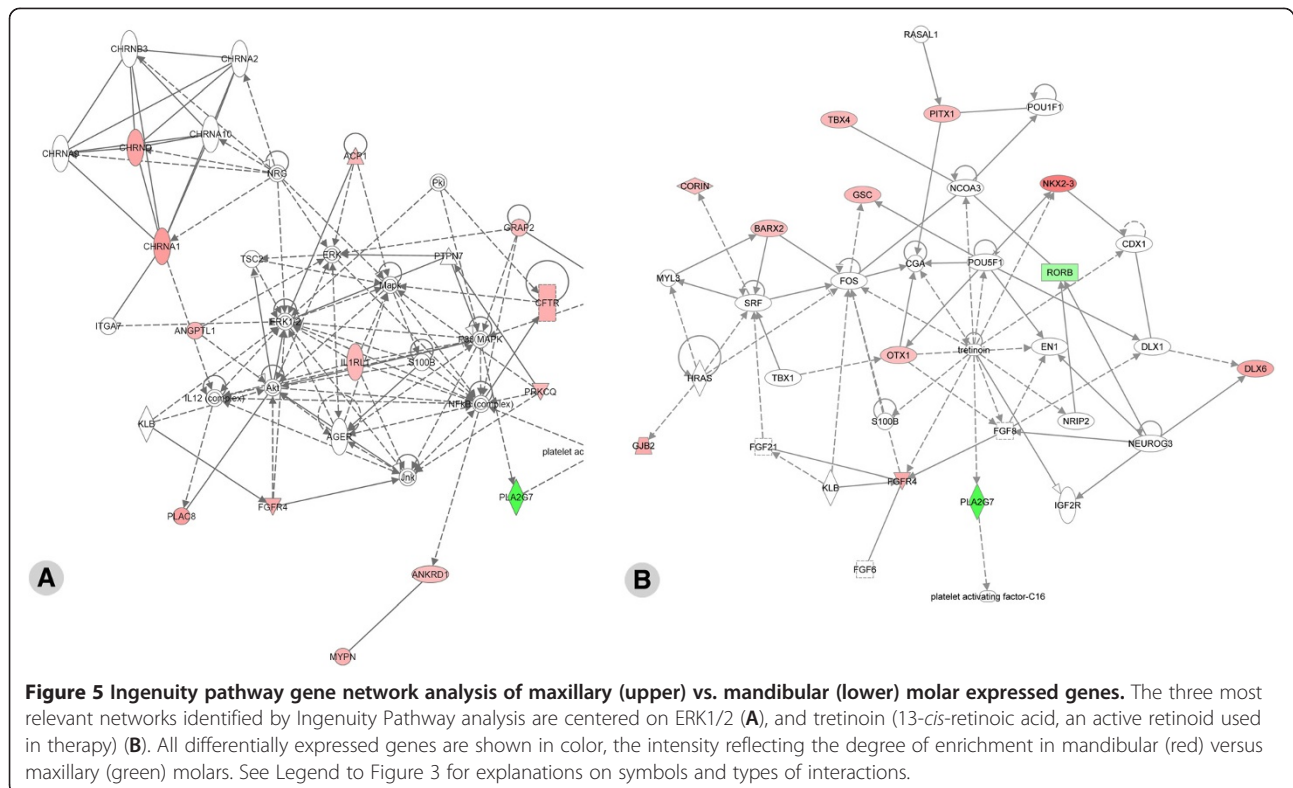 CHRNB3
CHRNA2
CHRNA10
CHRND
ACP1
NRG
PkI
GRAP2
CHRNA1
TSC2
ERK
PTPN7
Mapk
CFTR
ERK1/2
ITGA7
ANGPTL1
P38 MAPK
IL1RL1
S100B
Akt
PRKCQ
IL12 (complex)
NFkB (complex)
KLB
AGER
platelet ac
Jnk
PLA2G7
PLAC8
FGFR4
ANKRD1
MYPN
A
RASAL1
PITX1
POU1F1
TBX4
CORIN
GSC
NCOA3
NKX2-3
BARX2
CDX1
MYL3
FOS
CGA
POU5F1
RORB
SRF
HRAS
TBX1
OTX1
tretinoin
EN1
DLX1
DLX6
S100B
NRIP2
GJB2
FGF21
FGF8
NEUROG3
KLB
FGFR4
PLA2G7
IGF2R
FGF6
platelet activating factor-C16
B
Figure 5 Ingenuity pathway gene network analysis of maxillary (upper) vs. mandibular (lower) molar expressed genes. The three most
relevant networks identified by Ingenuity Pathway analysis are centered on ERK1/2 (A), and tretinoin (13-cis-retinoic acid, an active retinoid used
in therapy) (B). All differentially expressed genes are shown in color, the intensity reflecting the degree of enrichment in mandibular (red) versus
maxillary (green) molars. See Legend to Figure 3 for explanations on symbols and types of interactions.